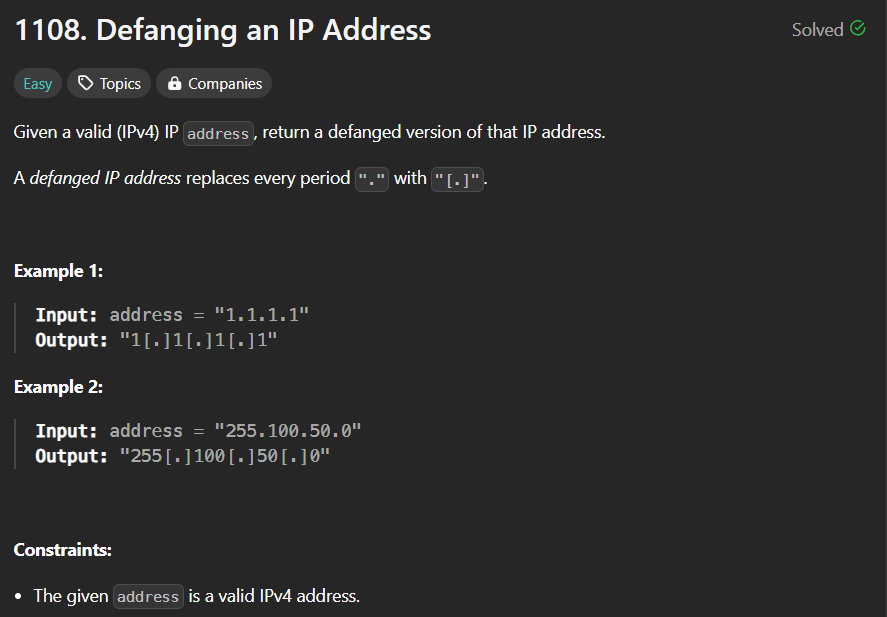 1108. Defanging an IP Address
Solved
Easy
Topics
Companies
Given a valid (IPv4) IP address, return a defanged version of that IP address.
A defanged IP address replaces every period "." with "[.]".
Example 1:
Input: address = "1.1.1.1"
Output: "1[.]1[.]1[.]1"
Example 2:
Input: address = "255.100.50.0"
Output: "255[.]100[.]50[.]0"
Constraints:
• The given address is a valid IPv4 address.